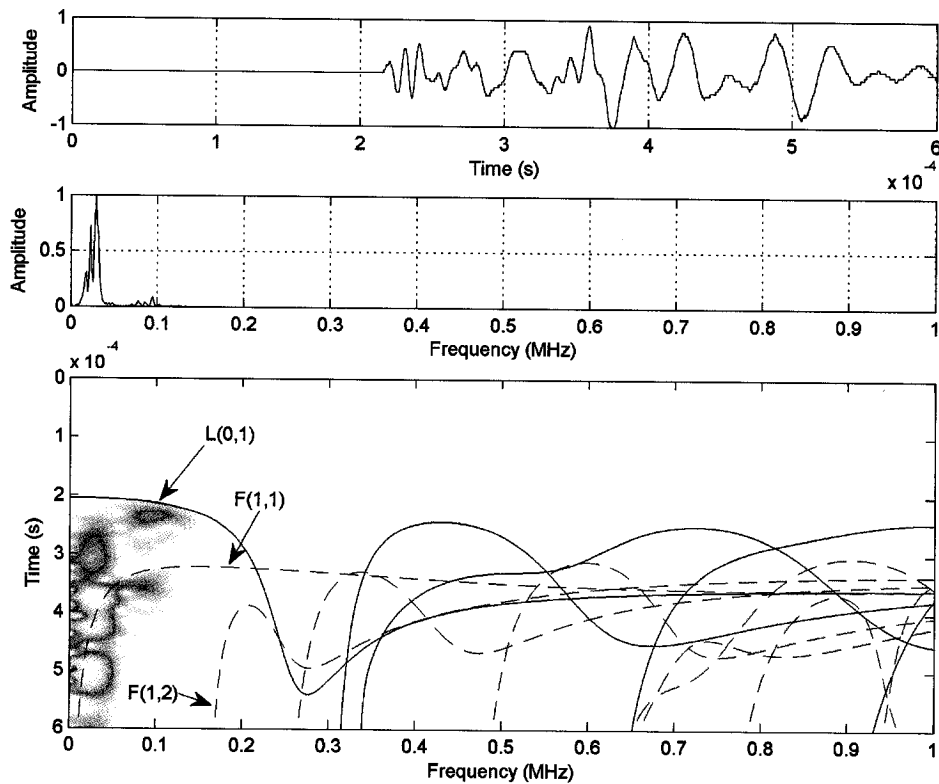 1
0
-1
Amplitude
0 1 2 3 4 5 6
Time (s)
x 10⁻⁴
1
0.5
0
Amplitude
0 0.1 0.2 0.3 0.4 0.5 0.6 0.7 0.8 0.9 1
Frequency (MHz)
x 10⁻⁴
0
1
2
3
4
5
6
Time (s)
L(0,1)
F(1,1)
F(1,2)
0 0.1 0.2 0.3 0.4 0.5 0.6 0.7 0.8 0.9 1
Frequency (MHz)